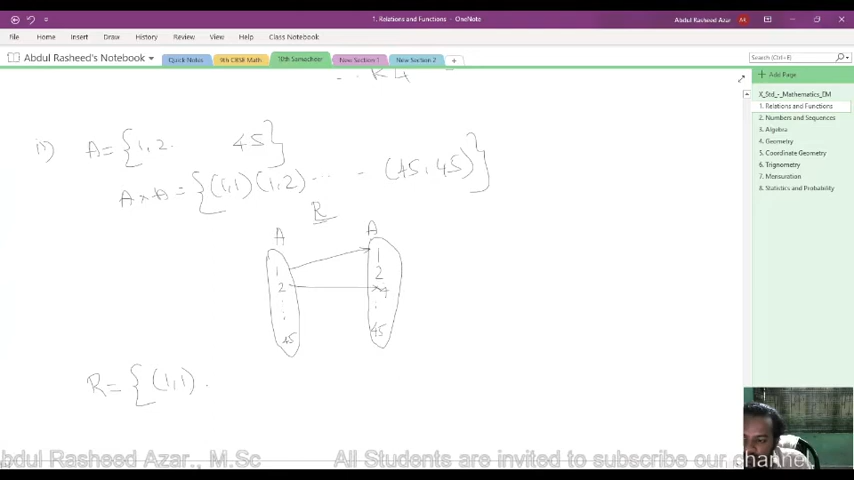 1. Relations and Functions - OneNote
Abdul Rasheed Azar AR
File Home Insert Draw History Review View Help Class Notebook
Abdul Rasheed's Notebook Quick Notes 9th CBSR Math 10th Samacheer New Section 1 New Section 2 +
Search (Ctrl+E)
Add Page
X_Std_-_Mathematics_EM
1. Relations and Functions
2. Numbers and Sequences
3. Algebra
4. Geometry
5. Coordinate Geometry
6. Trignometry
7. Mensuration
8. Statistics and Probability
ii) A = {1, 2. 45}
A × A = {(1,1) (1,2) ... - (45, 45)}
R
A A
1 1
2 2
4
45 45
R = {(1,1) .
Abdul Rasheed Azar., M.Sc All Students are invited to subscribe our channel